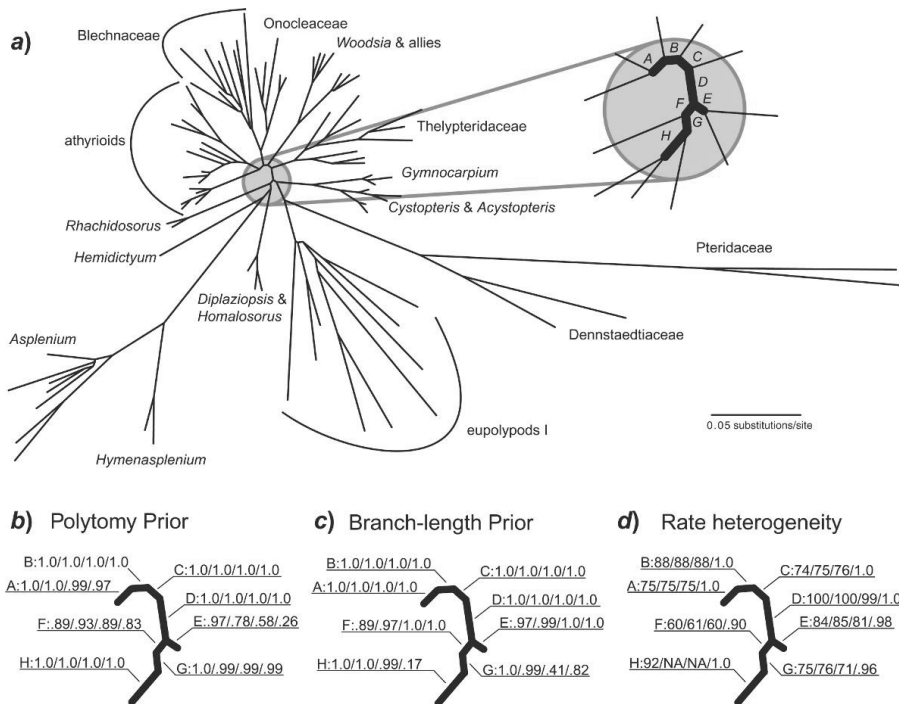 a)
Blechnaceae
Onocleaceae
Woodsia & allies
athyrioids
Thelypteridaceae
Gymnocarpium
Cystopteris & Acystopteris
Rhachidosorus
Hemidictyum
Diplaziopsis &
Homalosorus
Pteridaceae
Dennstaedtiaceae
Asplenium
Hymenasplenium
eupolypods I
0.05 substitutions/site
A
B
C
D
E
F
G
H
b) Polytomy Prior
B:1.0/1.0/1.0/1.0
A:1.0/1.0/.99/.97
C:1.0/1.0/1.0/1.0
D:1.0/1.0/1.0/1.0
F:.89/.93/.89/.83
E:.97/.78/.58/.26
H:1.0/1.0/1.0/1.0
G:1.0/.99/.99/.99
c) Branch-length Prior
B:1.0/1.0/1.0/1.0
A:1.0/1.0/1.0/1.0
C:1.0/1.0/1.0/1.0
D:1.0/1.0/1.0/1.0
F:.89/.97/1.0/1.0
E:.97/.99/1.0/1.0
H:1.0/1.0/.99/.17
G:1.0/.99/.41/.82
d) Rate heterogeneity
B:88/88/88/1.0
A:75/75/75/1.0
C:74/75/76/1.0
D:100/100/99/1.0
F:60/61/60/.90
E:84/85/81/.98
H:92/NA/NA/1.0
G:75/76/71/.96